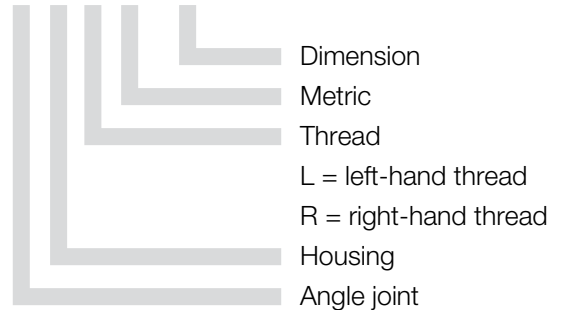 Dimension
Metric
Thread
L = left-hand thread
R = right-hand thread
Housing
Angle joint